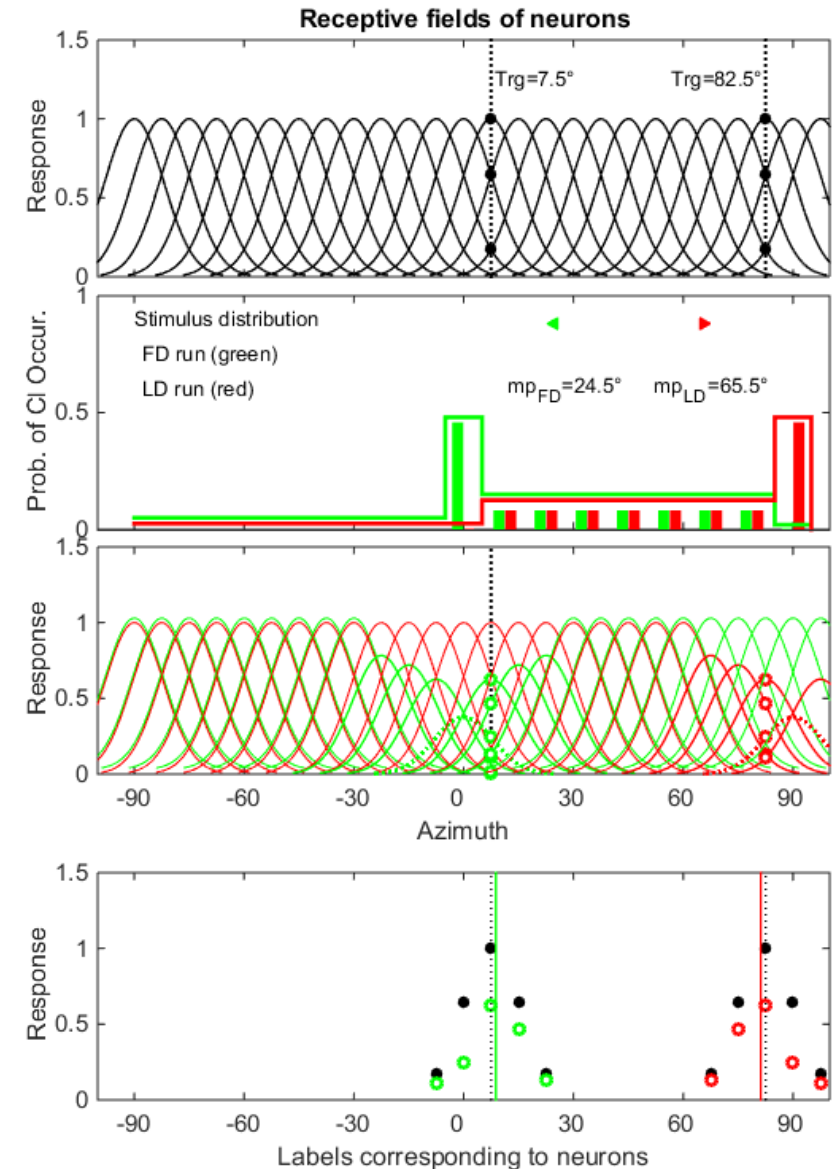 Receptive fields of neurons
1.5
1
0.5
0
Response
Trg=7.5°
Trg=82.5°
1
0.5
0
Prob. of Cl Occur.
Stimulus distribution
FD run (green)
LD run (red)
mpFD=24.5°
mpLD=65.5°
1.5
1
0.5
0
Response
-90
-60
-30
0
30
60
90
Azimuth
1.5
1
0.5
0
Response
-90
-60
-30
0
30
60
90
Labels corresponding to neurons